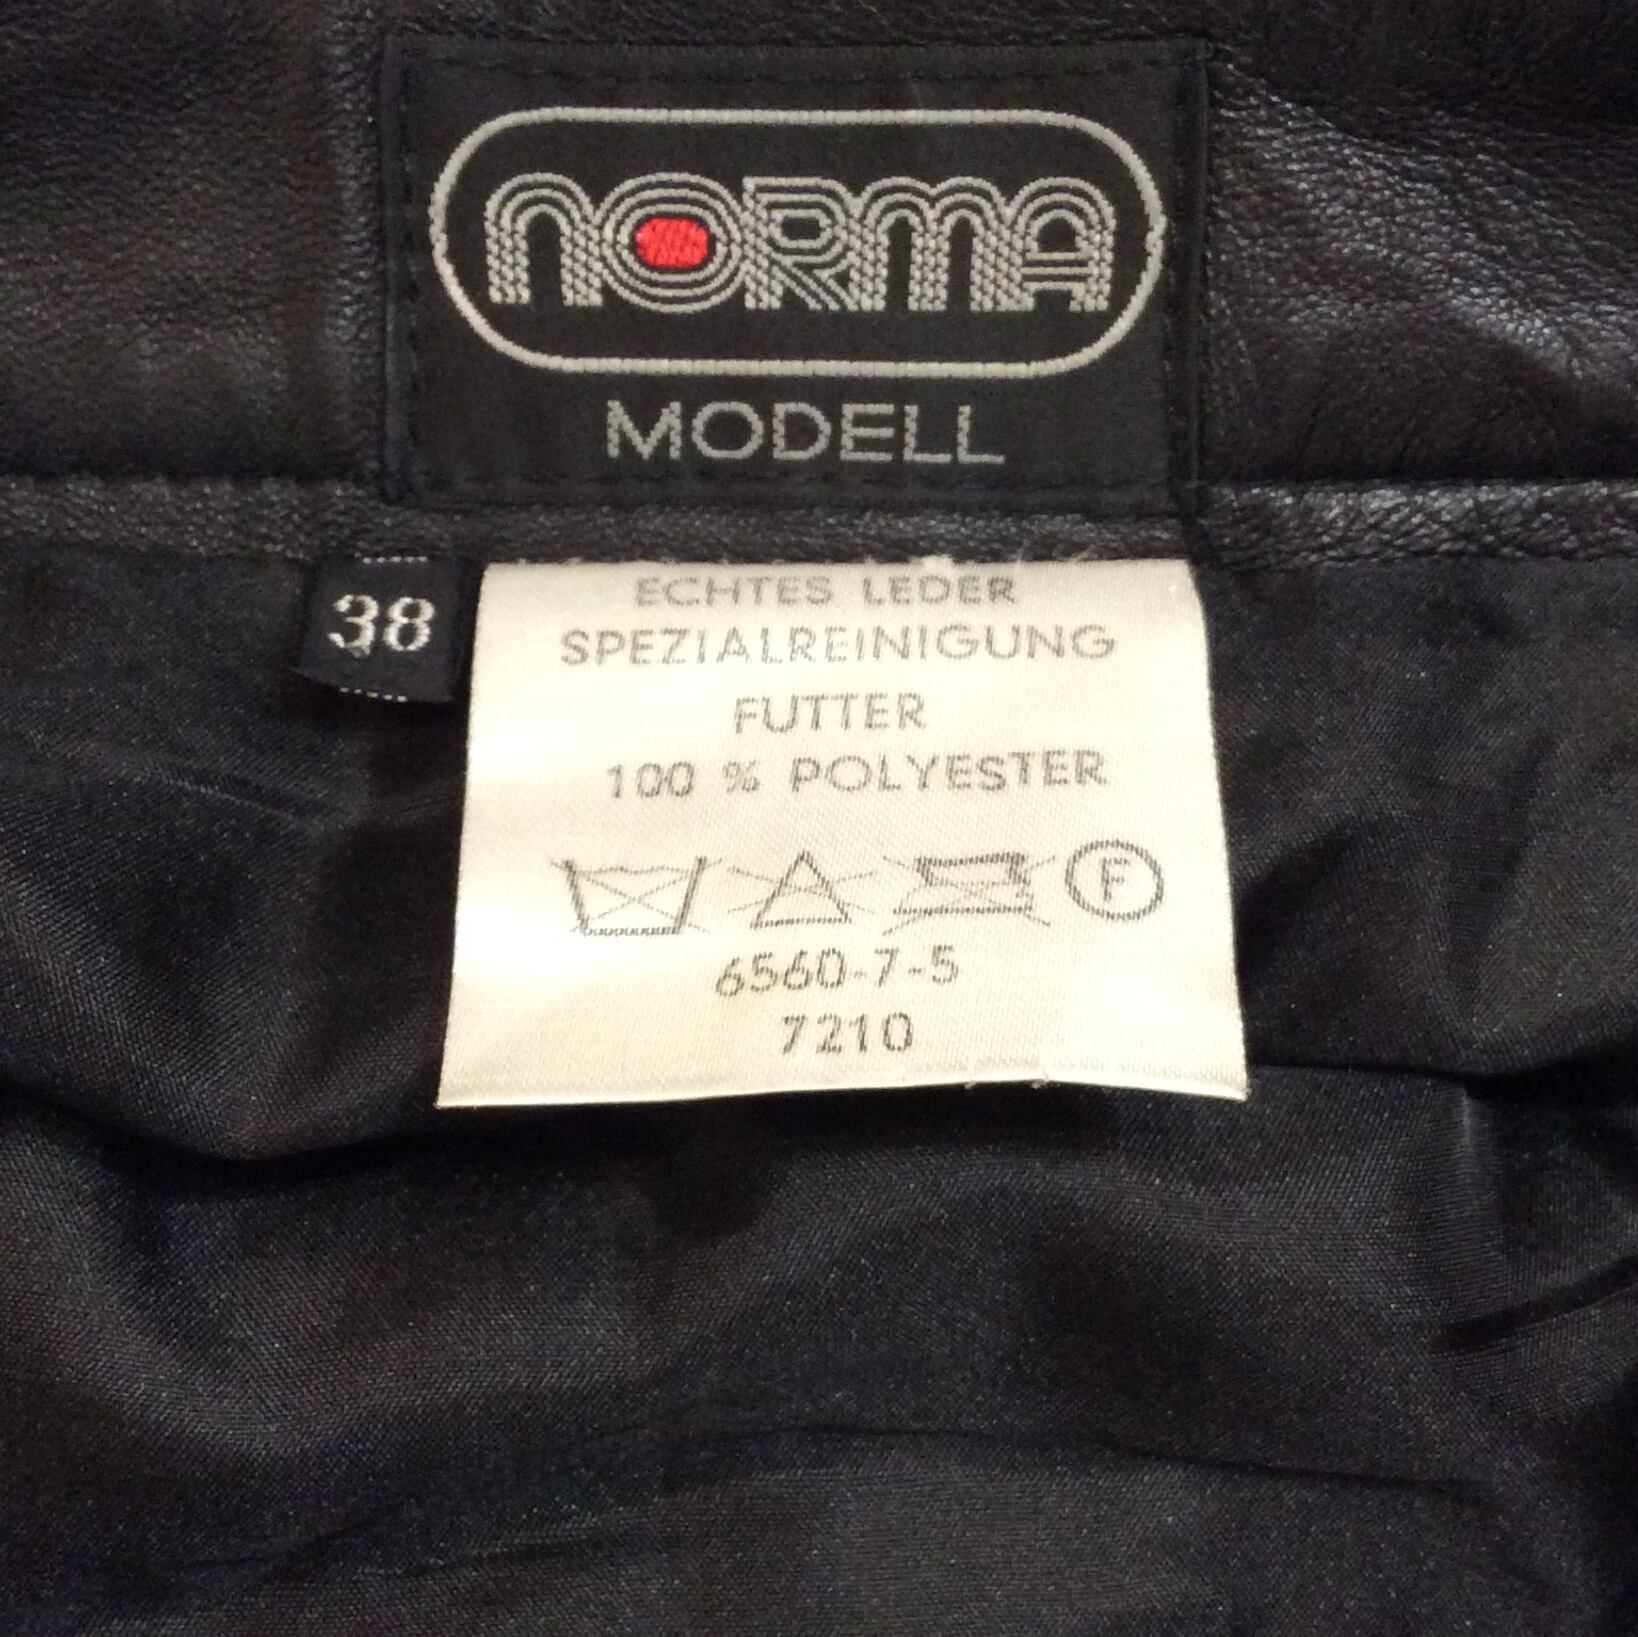 NORMA
MODELL
38
ECHTES LEDER
SPEZIALREINIGUNG
FUTTER
100 % POLYESTER
F
6560-7-5
7210